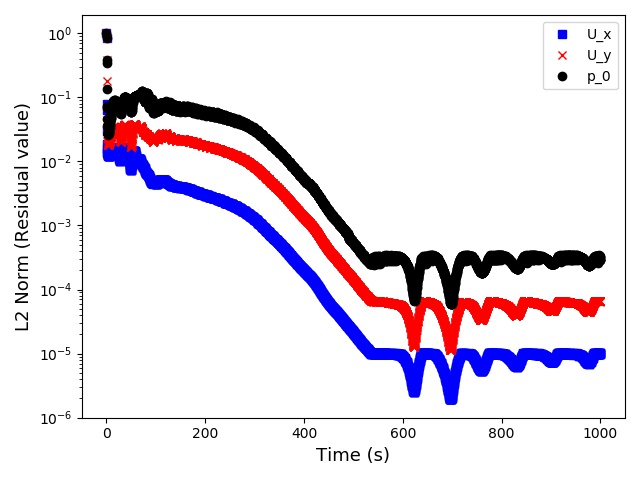 10⁰
10⁻¹
10⁻²
10⁻³
10⁻⁴
10⁻⁵
10⁻⁶
L2 Norm (Residual value)
U_x
U_y
p_0
0
200
400
600
800
1000
Time (s)